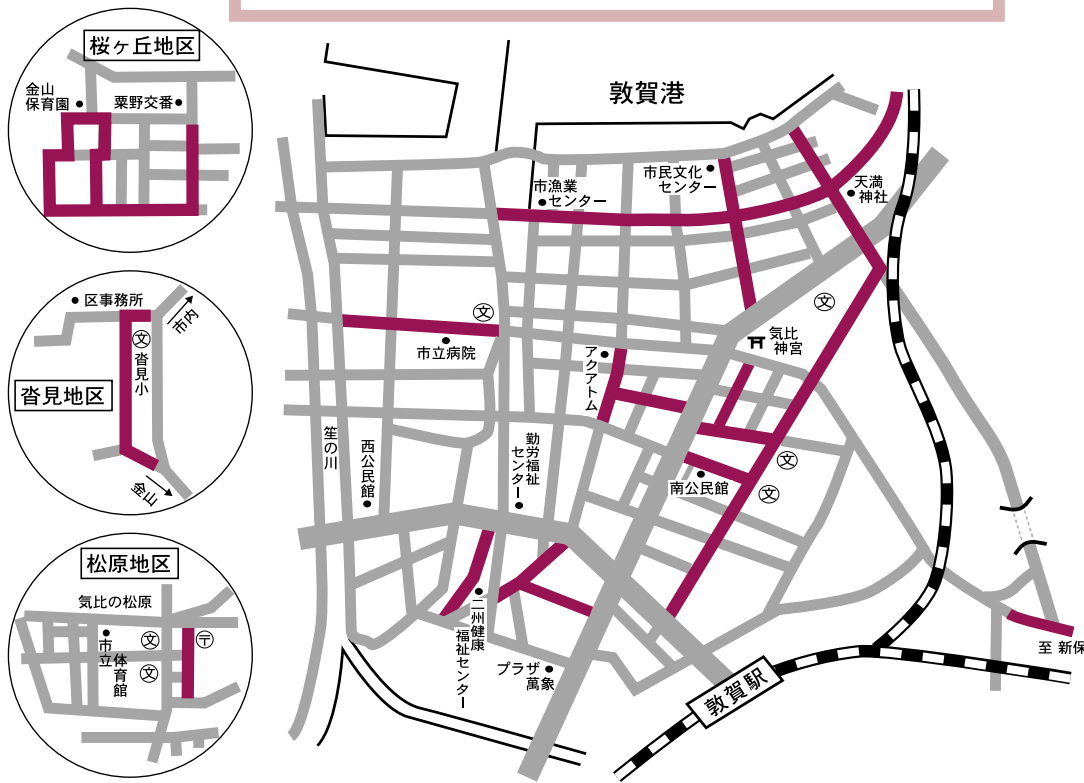 桜ヶ丘地区
金山
保育園
粟野交番
区事務所
市内
文
沓見小
沓見地区
金山
松原地区
気比の松原
文
〒
市立
体育館
文
敦賀港
市民文化
センター
市漁業
センター
天満
神社
文
文
市立病院
気比
神宮
アクアトム
笙の川
西公民館
勤労福祉
センター
文
南公民館
文
二州健康
福祉センター
プラザ
萬象
敦賀駅
至 新保